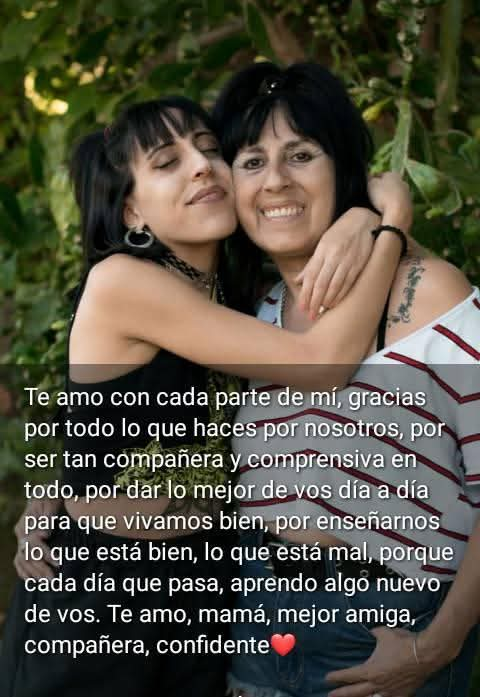 Te amo con cada parte de mí, gracias
por todo lo que haces por nosotros, por
ser tan compañera y comprensiva en
todo, por dar lo mejor de vos día a día
para que vivamos bien, por enseñarnos
lo que está bien, lo que está mal, porque
cada día que pasa, aprendo algo nuevo
de vos. Te amo, mamá, mejor amiga,
compañera, confidente❤️